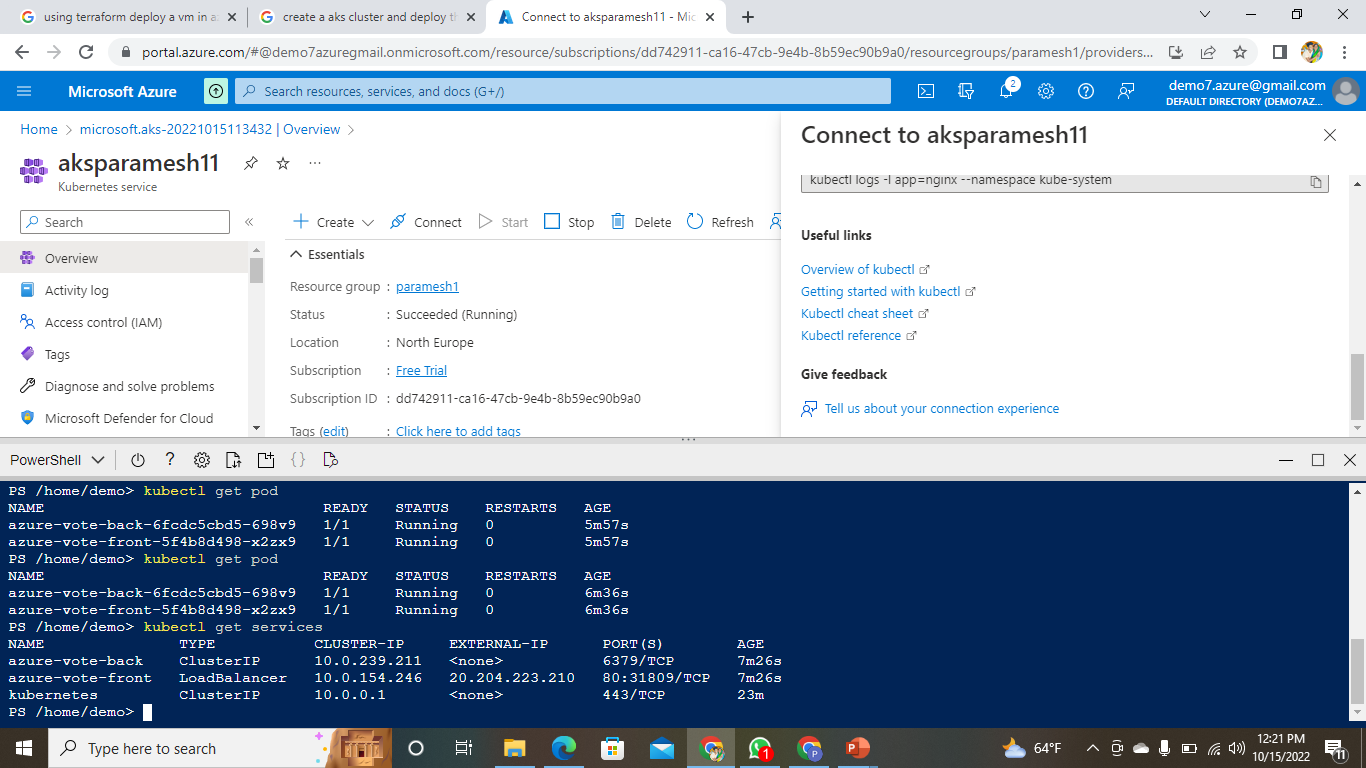 using terraform deploy a vm in a
create a aks cluster and deploy th
Connect to aksparamesh11 - Mic
portal.azure.com/#@demo7azuregmail.onmicrosoft.com/resource/subscriptions/dd742911-ca16-47cb-9e4b-8b59ec90b9a0/resourcegroups/paramesh1/providers...
Microsoft Azure
Search resources, services, and docs (G+/)
2
demo7.azure@gmail.com
DEFAULT DIRECTORY (DEMO7AZ...
Home > microsoft.aks-20221015113432 | Overview >
aksparamesh11
Kubernetes service
Search
Overview
Activity log
Access control (IAM)
Tags
Diagnose and solve problems
Microsoft Defender for Cloud
Create Connect Start Stop Delete Refresh
Essentials
Resource group : paramesh1
Status : Succeeded (Running)
Location : North Europe
Subscription : Free Trial
Subscription ID : dd742911-ca16-47cb-9e4b-8b59ec90b9a0
Tags (edit) : Click here to add tags
Connect to aksparamesh11
kubectl logs -l app=nginx --namespace kube-system
Useful links
Overview of kubectl
Getting started with kubectl
Kubectl cheat sheet
Kubectl reference
Give feedback
Tell us about your connection experience
PowerShell
PS /home/demo> kubectl get pod
NAME READY STATUS RESTARTS AGE
azure-vote-back-6fcdc5cbd5-698v9 1/1 Running 0 5m57s
azure-vote-front-5f4b8d498-x2zx9 1/1 Running 0 5m57s
PS /home/demo> kubectl get pod
NAME READY STATUS RESTARTS AGE
azure-vote-back-6fcdc5cbd5-698v9 1/1 Running 0 6m36s
azure-vote-front-5f4b8d498-x2zx9 1/1 Running 0 6m36s
PS /home/demo> kubectl get services
NAME TYPE CLUSTER-IP EXTERNAL-IP PORT(S) AGE
azure-vote-back ClusterIP 10.0.239.211 <none> 6379/TCP 7m26s
azure-vote-front LoadBalancer 10.0.154.246 20.204.223.210 80:31809/TCP 7m26s
kubernetes ClusterIP 10.0.0.1 <none> 443/TCP 23m
PS /home/demo>
Type here to search
1
64°F
12:21 PM
10/15/2022
11